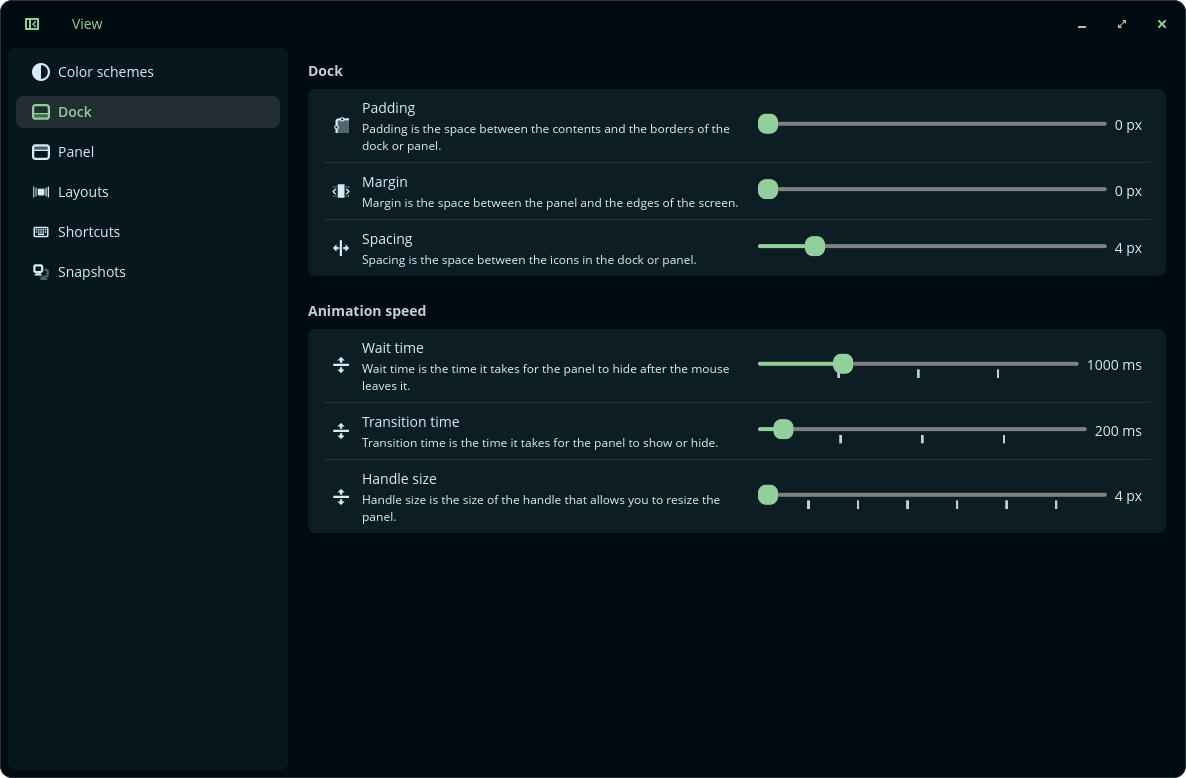 View
Color schemes
Dock
Panel
Layouts
Shortcuts
Snapshots
Dock
Padding
Padding is the space between the contents and the borders of the
dock or panel.
0 px
Margin
Margin is the space between the panel and the edges of the screen.
0 px
Spacing
Spacing is the space between the icons in the dock or panel.
4 px
Animation speed
Wait time
Wait time is the time it takes for the panel to hide after the mouse
leaves it.
1000 ms
Transition time
Transition time is the time it takes for the panel to show or hide.
200 ms
Handle size
Handle size is the size of the handle that allows you to resize the
panel.
4 px